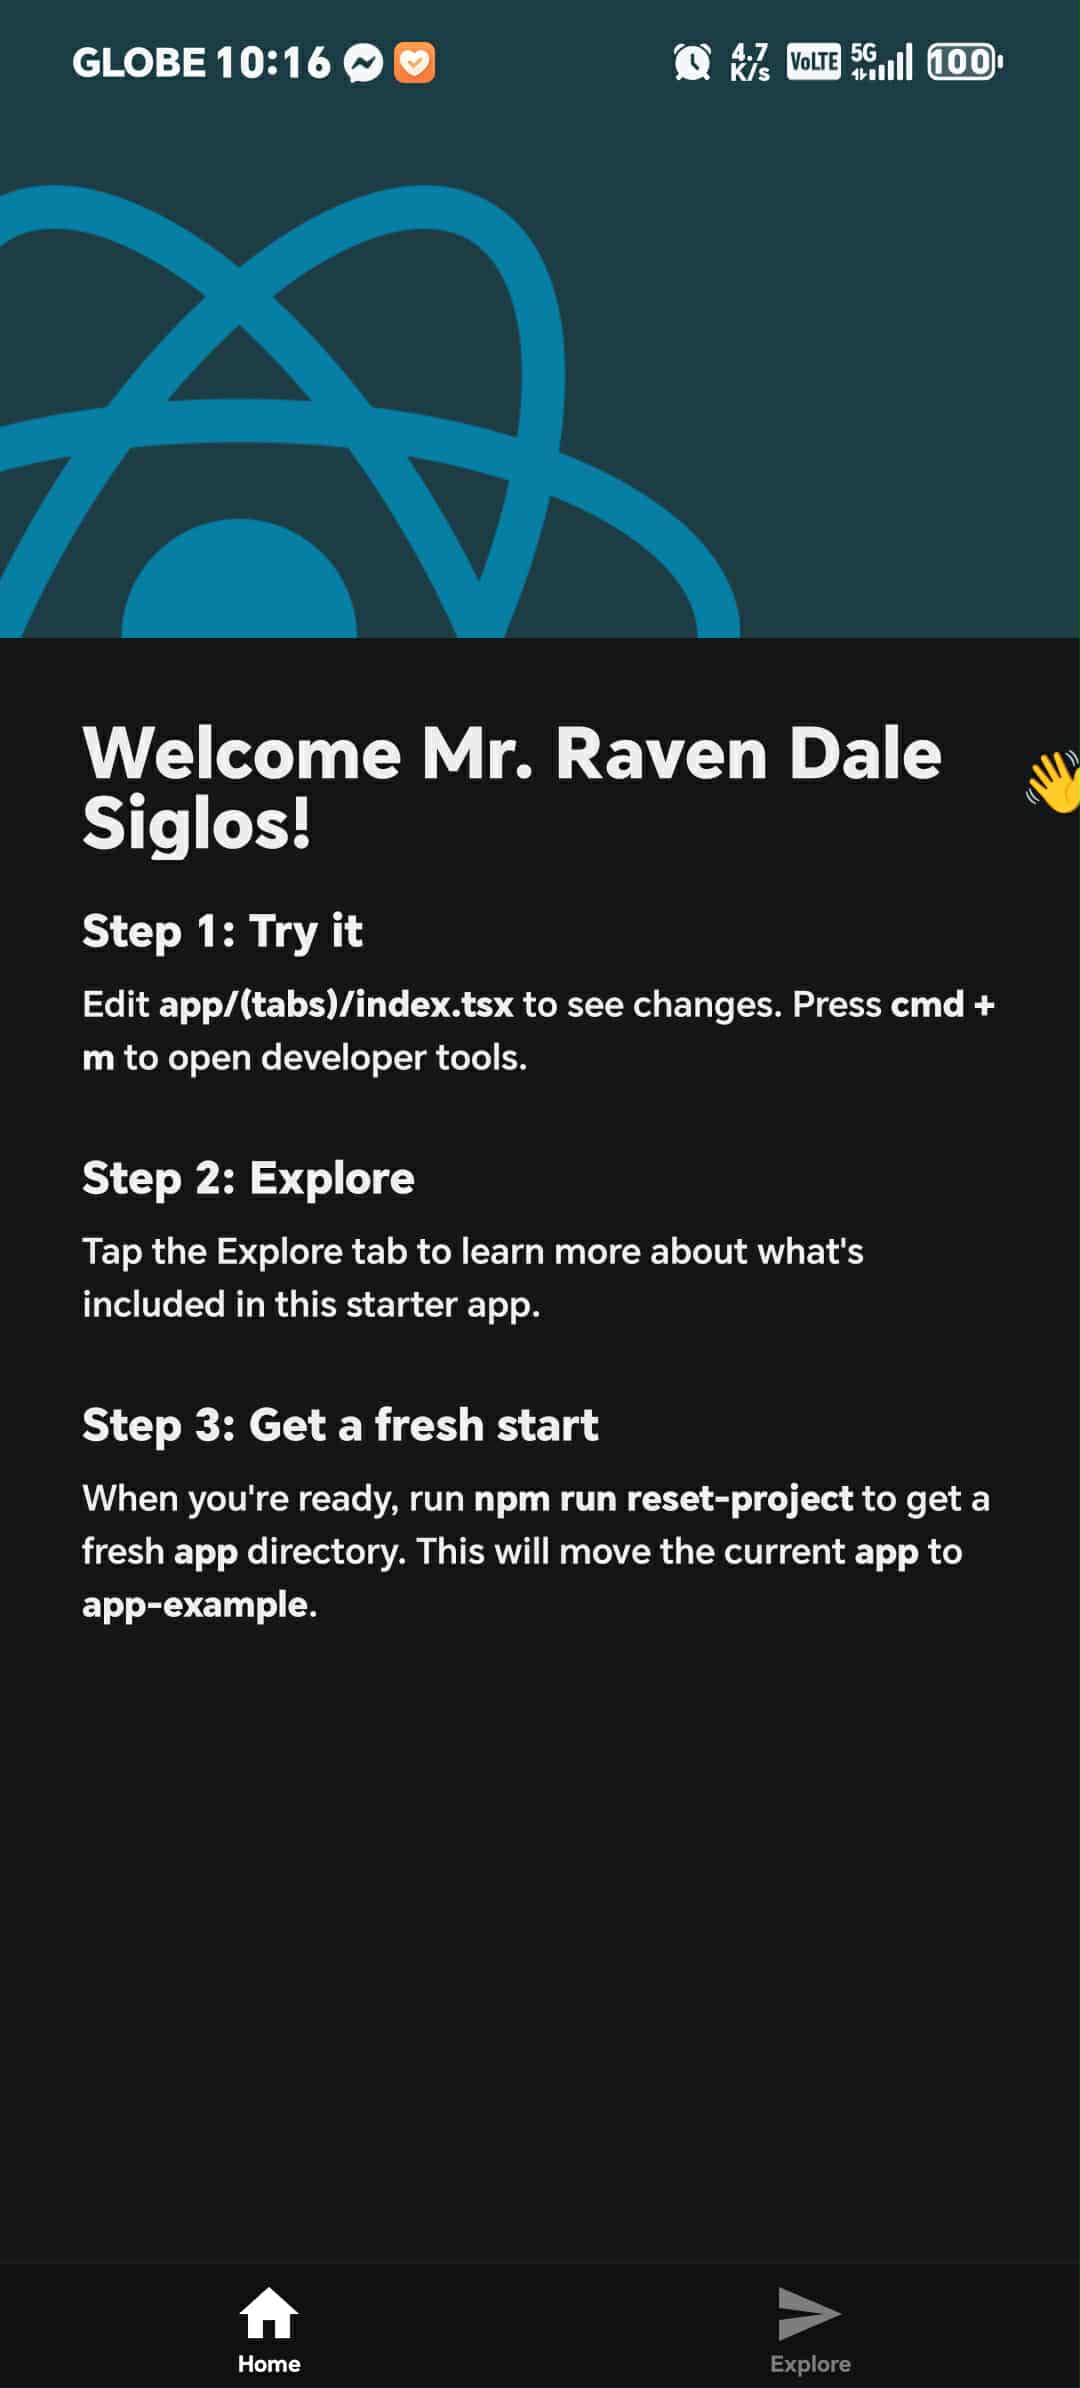 GLOBE 10:16 4.7 K/s VoLTE 5G 100
Welcome Mr. Raven Dale 👋
Siglos!
Step 1: Try it
Edit app/(tabs)/index.tsx to see changes. Press cmd +
m to open developer tools.
Step 2: Explore
Tap the Explore tab to learn more about what's
included in this starter app.
Step 3: Get a fresh start
When you're ready, run npm run reset-project to get a
fresh app directory. This will move the current app to
app-example.
Home Explore